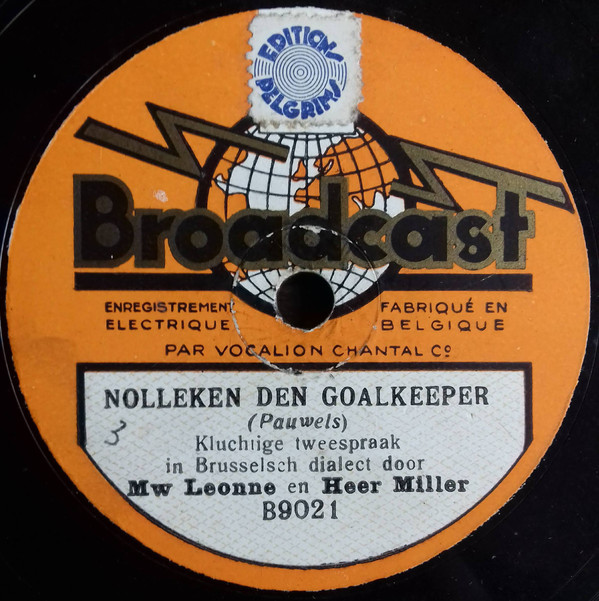 EDITIONS
PELGRIMS
Broadcast
ENREGISTREMENT FABRIQUÉ EN
ELECTRIQUE BELGIQUE
PAR VOCALION CHANTAL Cº
NOLLEKEN DEN GOALKEEPER
(Pauwels)
3
Kluchtige tweespraak
in Brusselsch dialect door
Mw Leonne en Heer Miller
B9021